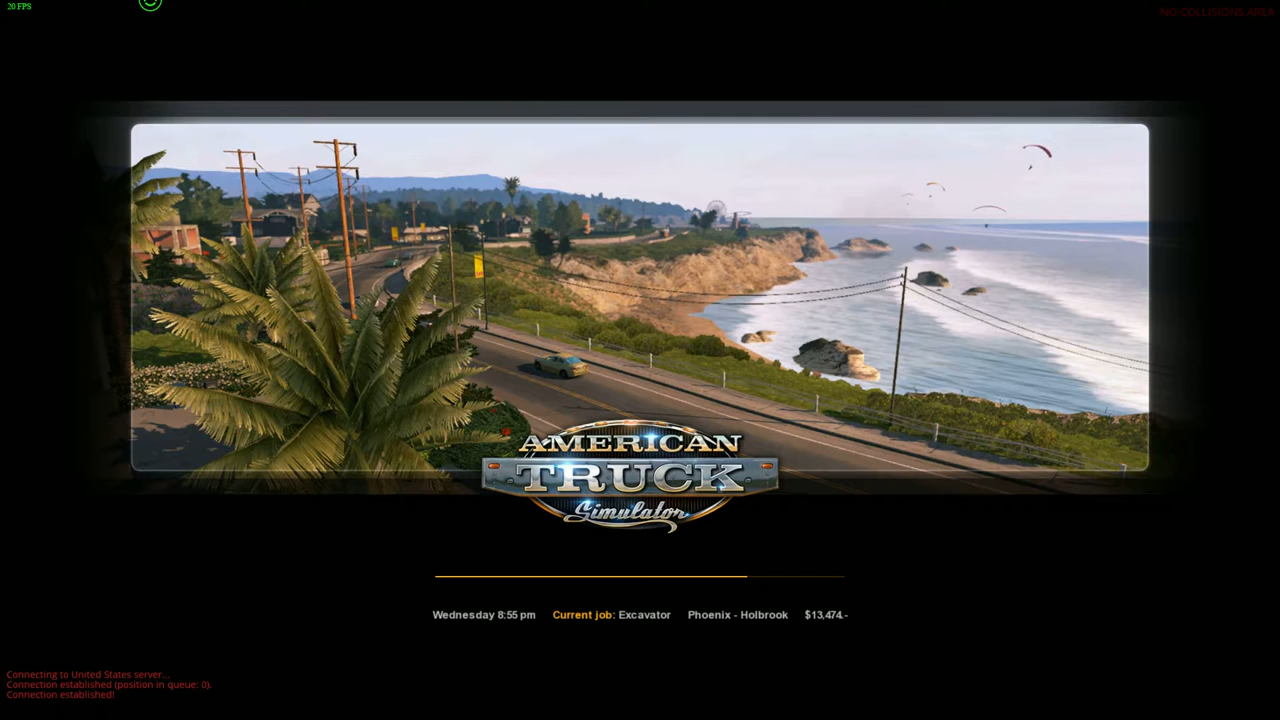 20 FPS
NO COLLISIONS AREA
AMERICAN
TRUCK
Simulator
Wednesday 8:55 pm Current job: Excavator Phoenix - Holbrook $13,474.-
Connecting to United States server...
Connection established (position in queue: 0).
Connection established!